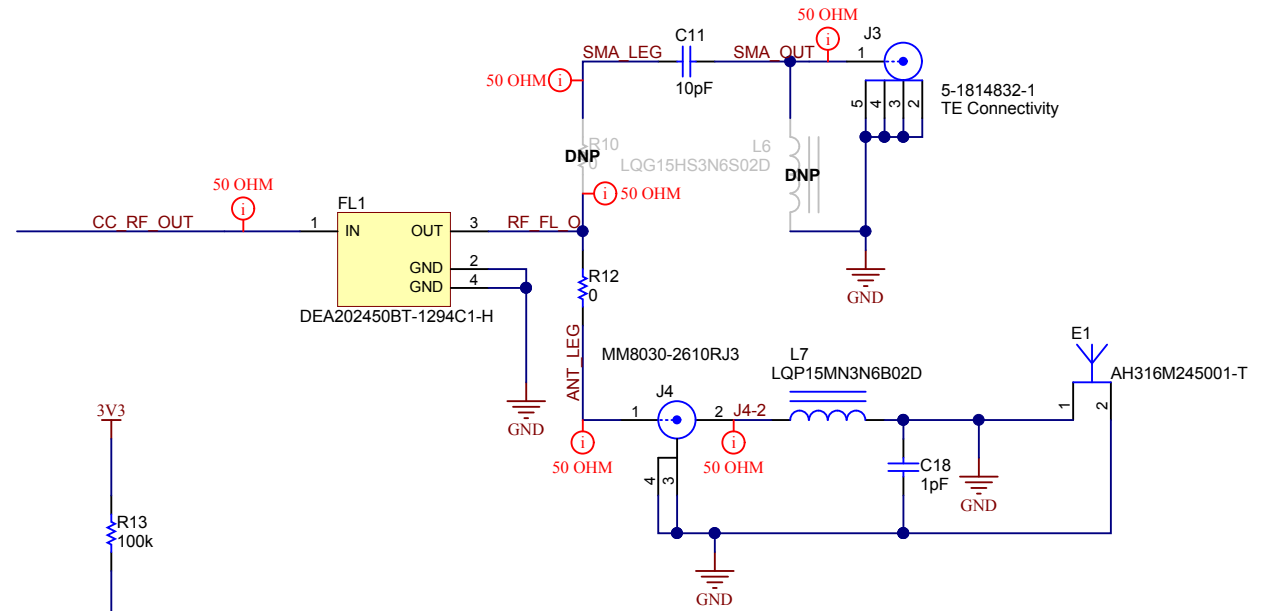 50 OHM
C11
J3
SMA_LEG
SMA_OUT
1
50 OHM
10pF
5
4
3
2
5-1814832-1
TE Connectivity
R10
0
DNP
L6
LQG15HS3N6S02D
DNP
50 OHM
50 OHM
FL1
CC_RF_OUT
1
IN
OUT
3
RF_FL_O
GND
2
GND
4
R12
0
GND
DEA202450BT-1294C1-H
ANT_LEG
MM8030-2610RJ3
L7
LQP15MN3N6B02D
E1
AH316M245001-T
J4
1
2
J4-2
1
2
3V3
GND
50 OHM
50 OHM
C18
1pF
4
3
GND
R13
100k
GND